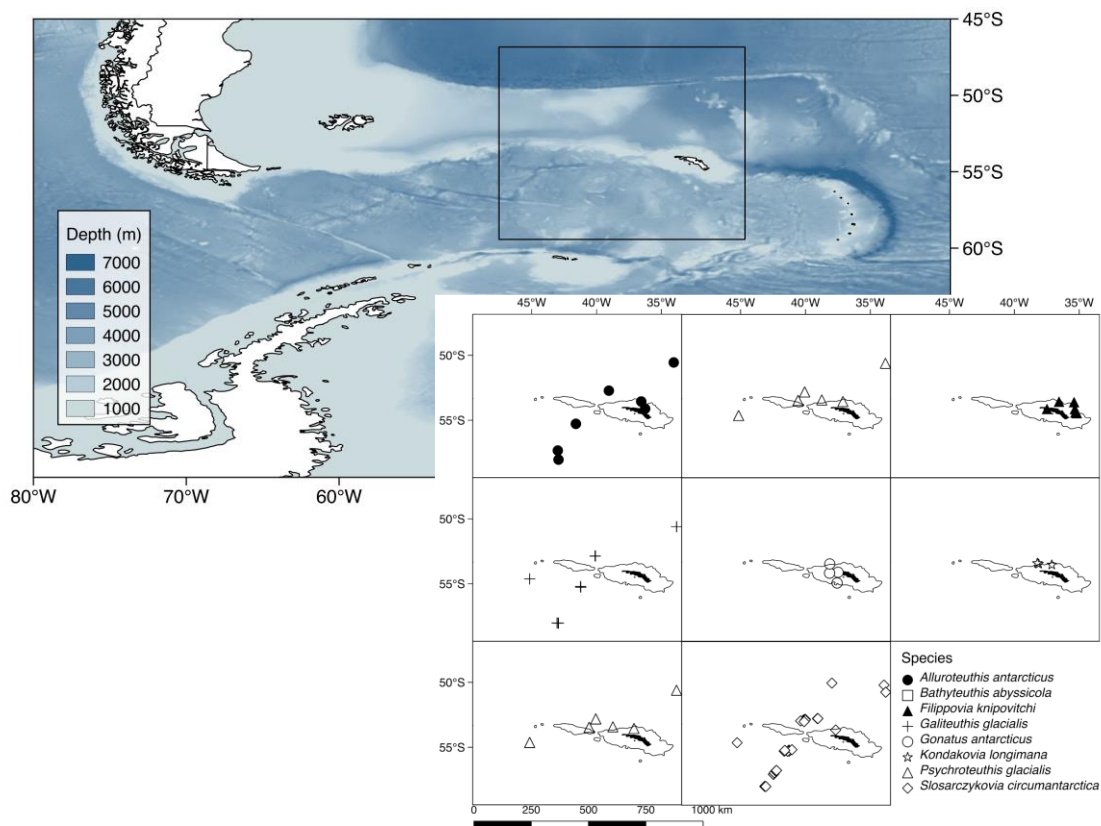 45°S
50°S
55°S
60°S
Depth (m)
7000
6000
5000
4000
3000
2000
1000
80°W
70°W
60°W
45°W 40°W 35°W 45°W 40°W 35°W 40°W 35°W
50°S
55°S
50°S
55°S
50°S
55°S
Species
Alluroteuthis antarcticus
Bathyteuthis abyssicola
Filippovia knipovitchi
Galiteuthis glacialis
Gonatus antarcticus
Kondakovia longimana
Psychroteuthis glacialis
Slosarczykovia circumantarctica
0 250 500 750 1000 km